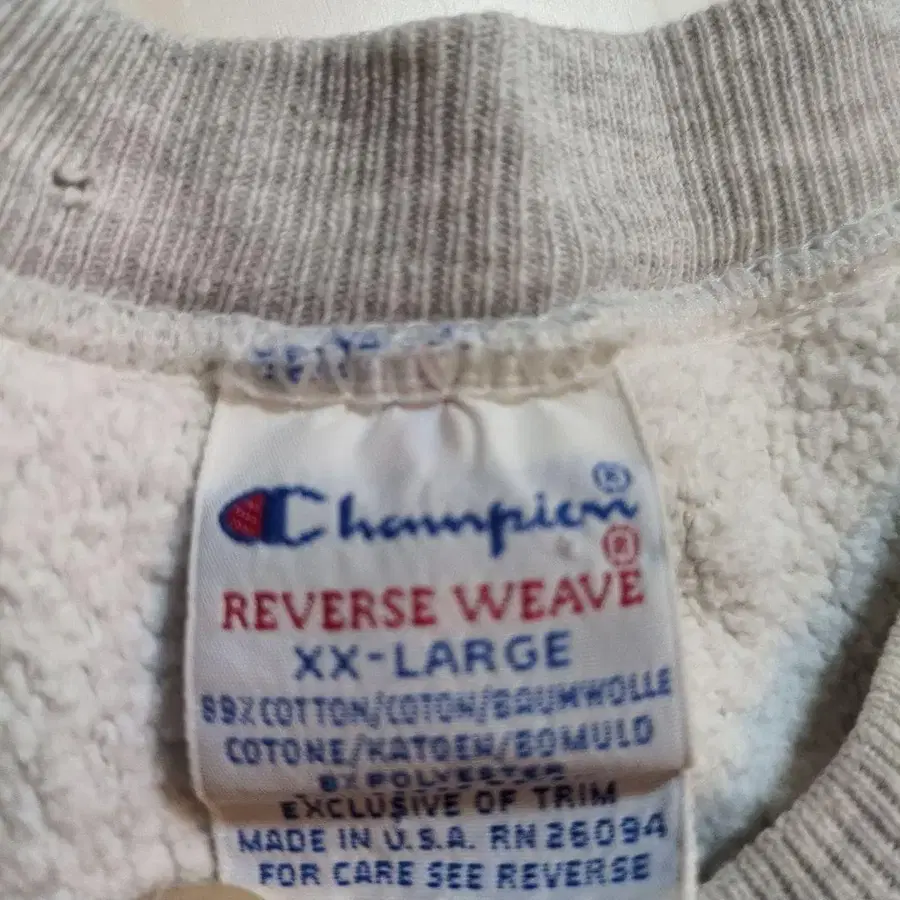 Champion®
®
REVERSE WEAVE
XX-LARGE
89% COTTON/COTON/BAUMWOLLE
COTONE/KATOEN/BOMULD
POLYESTER
EXCLUSIVE OF TRIM
MADE IN U.S.A. RN 26094
FOR CARE SEE REVERSE